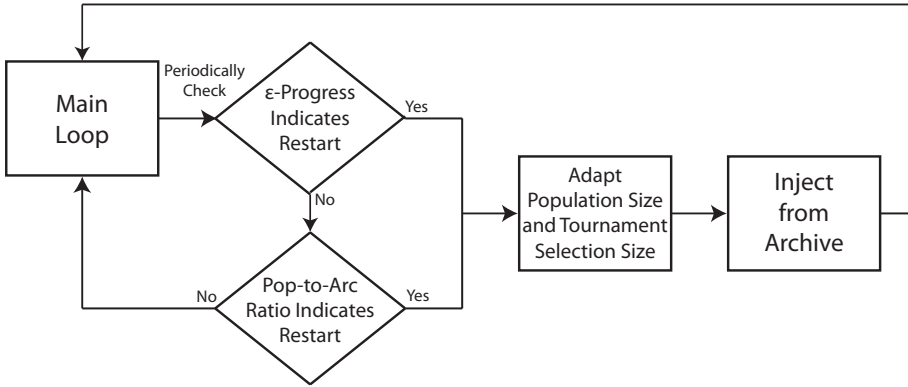 Main
Loop
Periodically
Check
ε-Progress
Indicates
Restart
Yes
No
Pop-to-Arc
Ratio Indicates
Restart
No
Yes
Adapt
Population Size
and Tournament
Selection Size
Inject
from
Archive